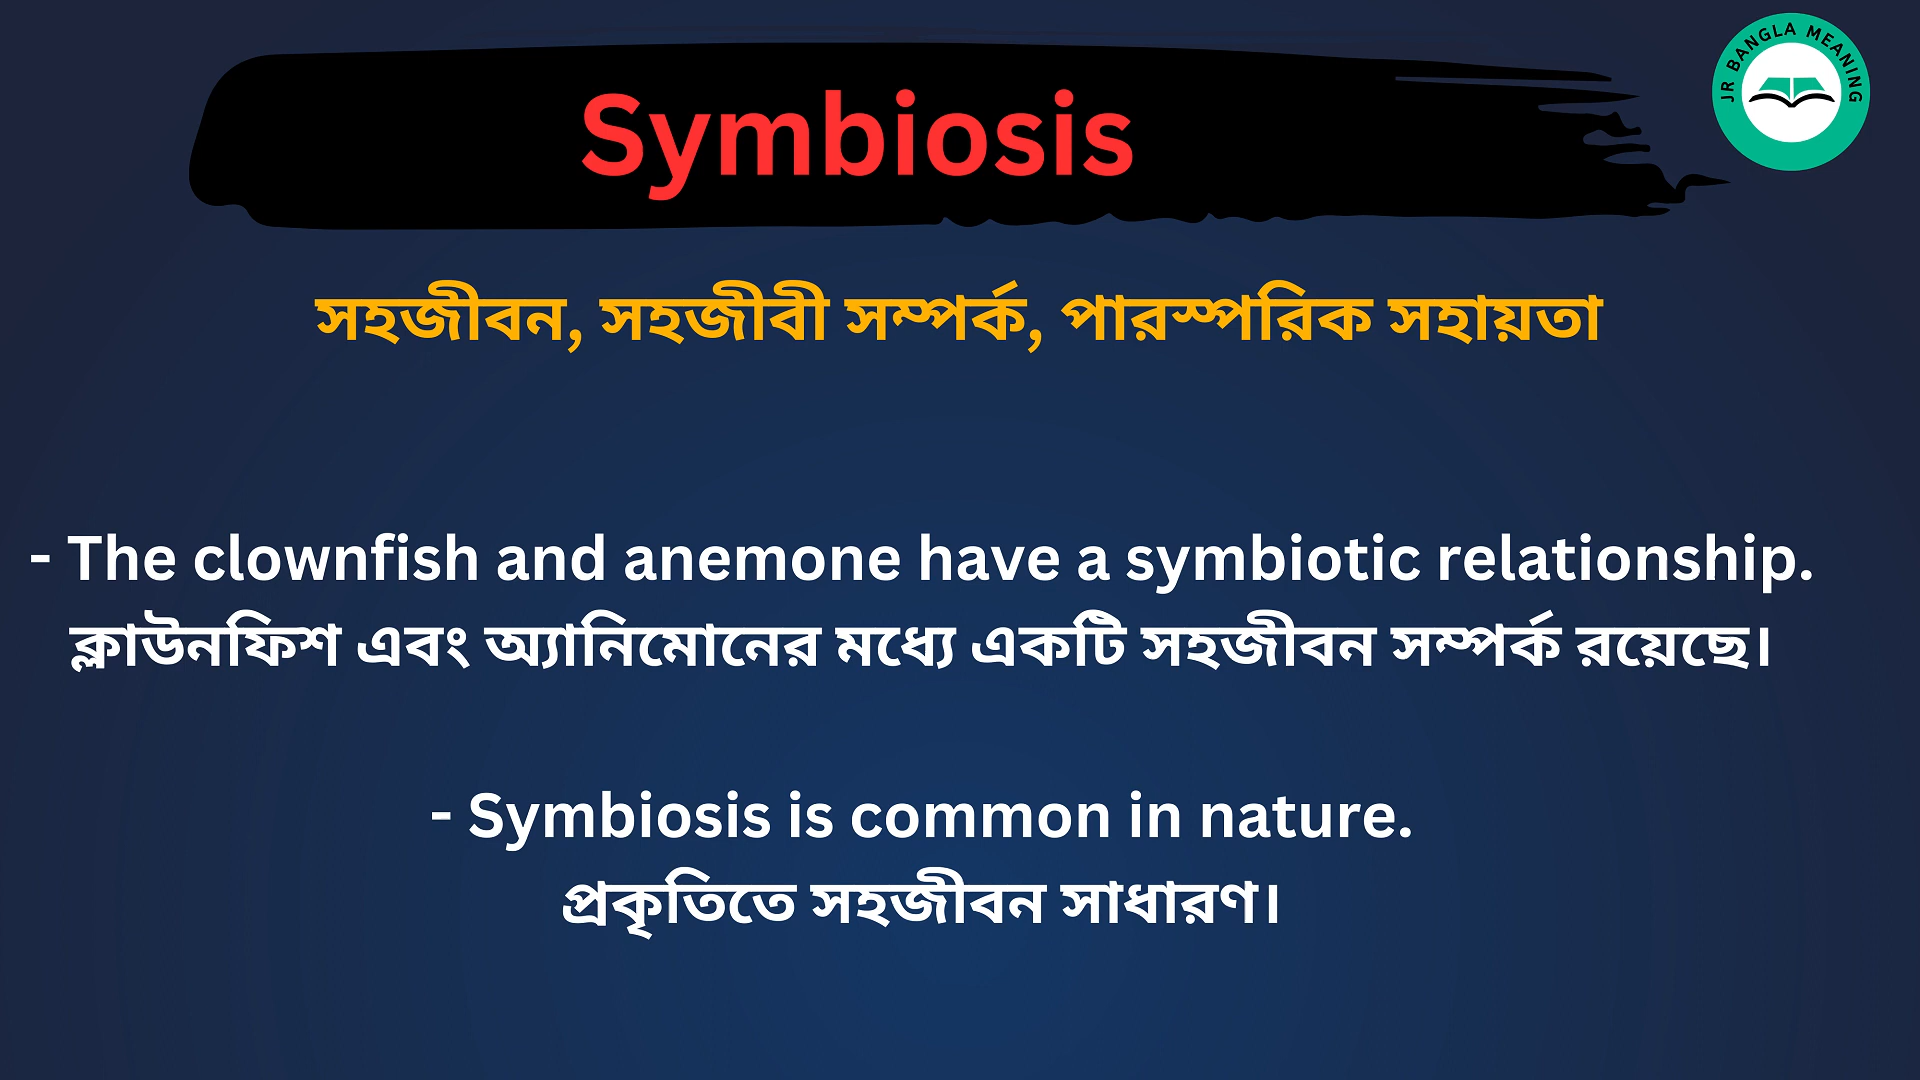 JR BANGLA MEANING
Symbiosis
সহজীবন, সহজীবী সম্পর্ক, পারস্পরিক সহায়তা
- The clownfish and anemone have a symbiotic relationship.
ক্লাউনফিশ এবং অ্যানিমোনের মধ্যে একটি সহজীবন সম্পর্ক রয়েছে।
- Symbiosis is common in nature.
প্রকৃতিতে সহজীবন সাধারণ।